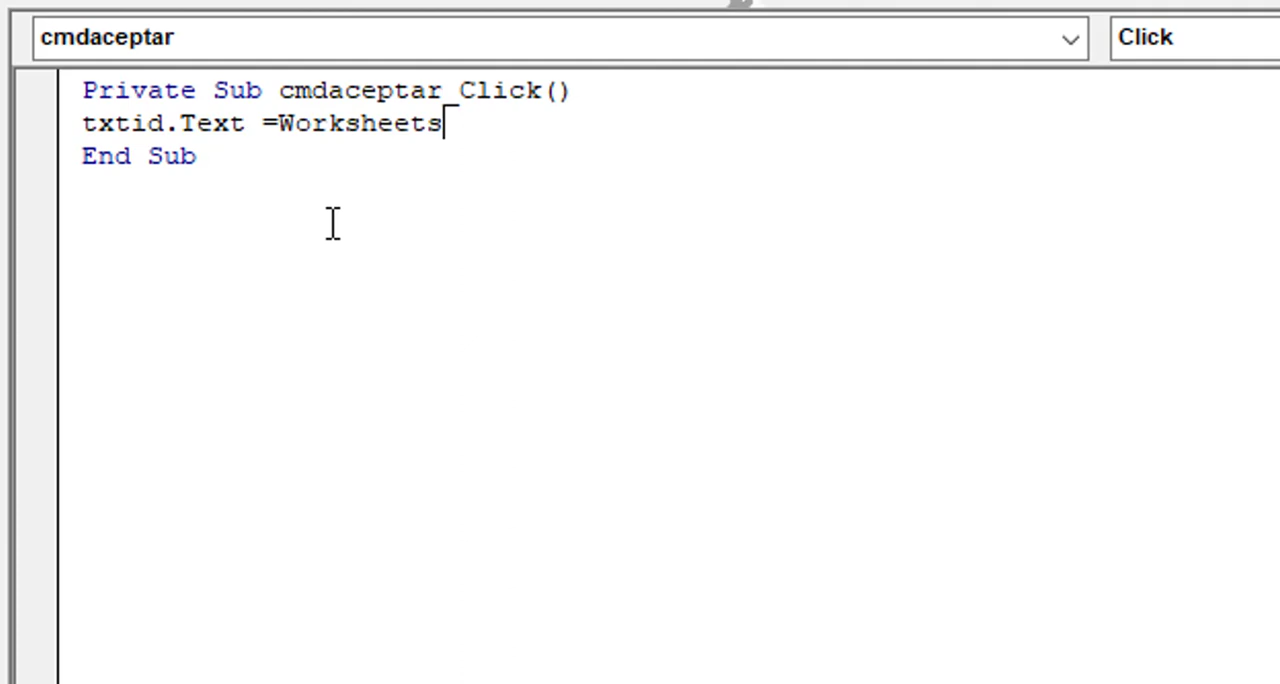 cmdaceptar
Click
Private Sub cmdaceptar_Click()
txtid.Text =Worksheets
End Sub